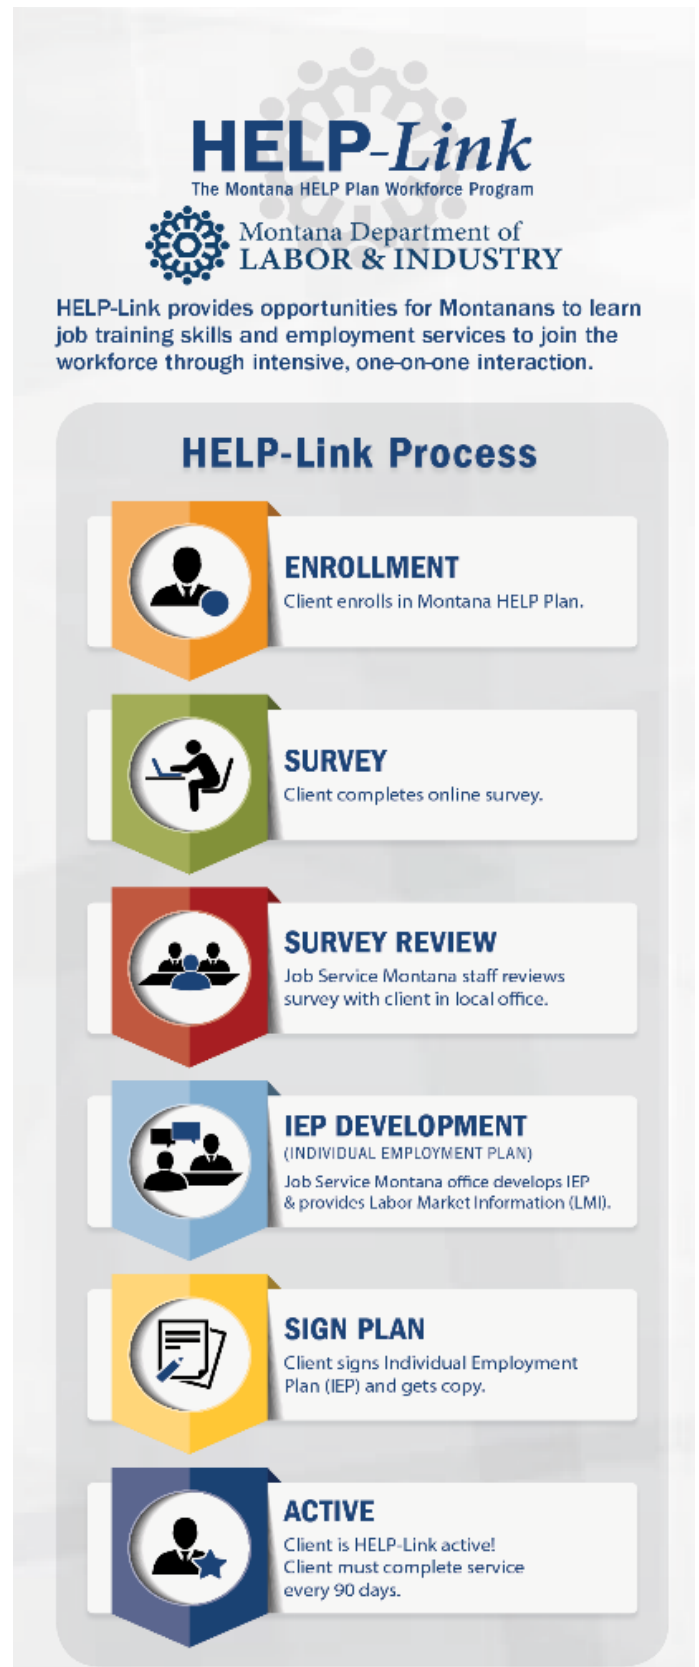 HELP-Link
The Montana HELP Plan Workforce Program
Montana Department of
LABOR & INDUSTRY
HELP-Link provides opportunities for Montanans to learn
job training skills and employment services to join the
workforce through intensive, one-on-one interaction.
HELP-Link Process
ENROLLMENT
Client enrolls in Montana HELP Plan.
SURVEY
Client completes online survey.
SURVEY REVIEW
Job Service Montana staff reviews
survey with client in local office.
IEP DEVELOPMENT
(INDIVIDUAL EMPLOYMENT PLAN)
Job Service Montana office develops IEP
& provides Labor Market Information (LMI).
SIGN PLAN
Client signs Individual Employment
Plan (IEP) and gets copy.
ACTIVE
Client is HELP-Link active!
Client must complete service
every 90 days.